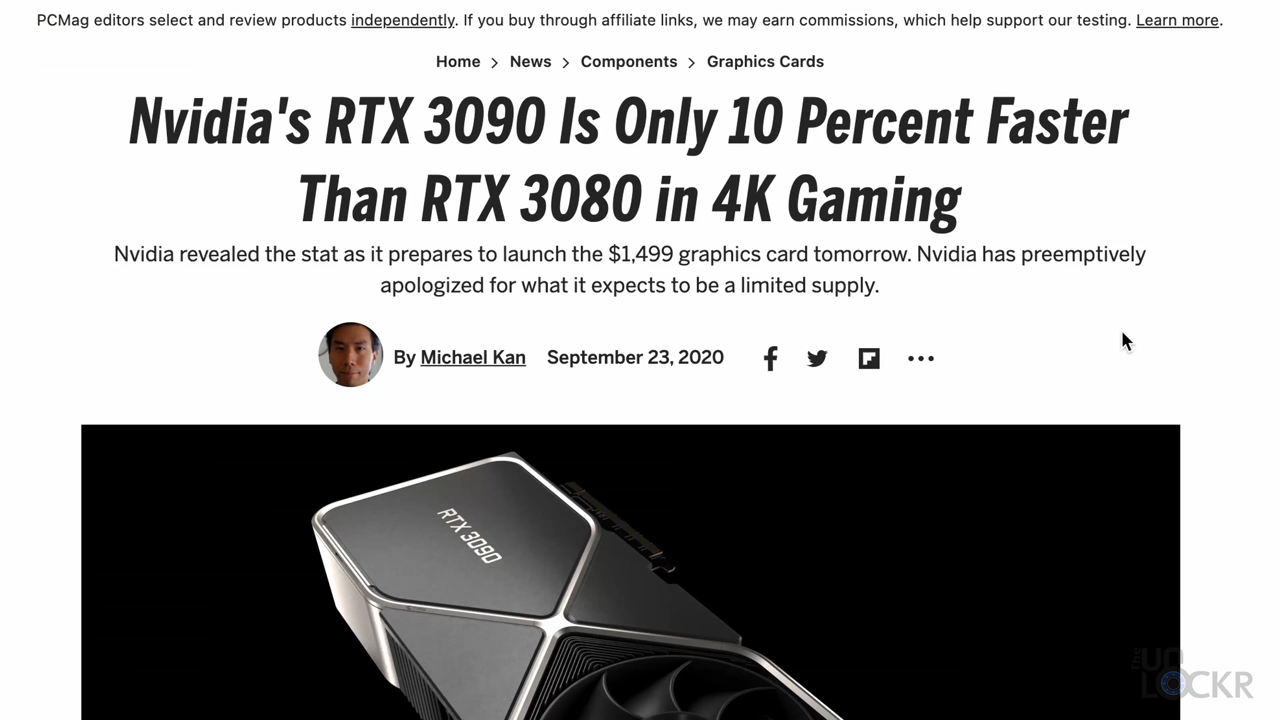 PCMag editors select and review products independently. If you buy through affiliate links, we may earn commissions, which help support our testing. Learn more.
Home > News > Components > Graphics Cards
Nvidia's RTX 3090 Is Only 10 Percent Faster
Than RTX 3080 in 4K Gaming
Nvidia revealed the stat as it prepares to launch the $1,499 graphics card tomorrow. Nvidia has preemptively
apologized for what it expects to be a limited supply.
By Michael Kan September 23, 2020
RTX 3090
The
UN
LOCKR